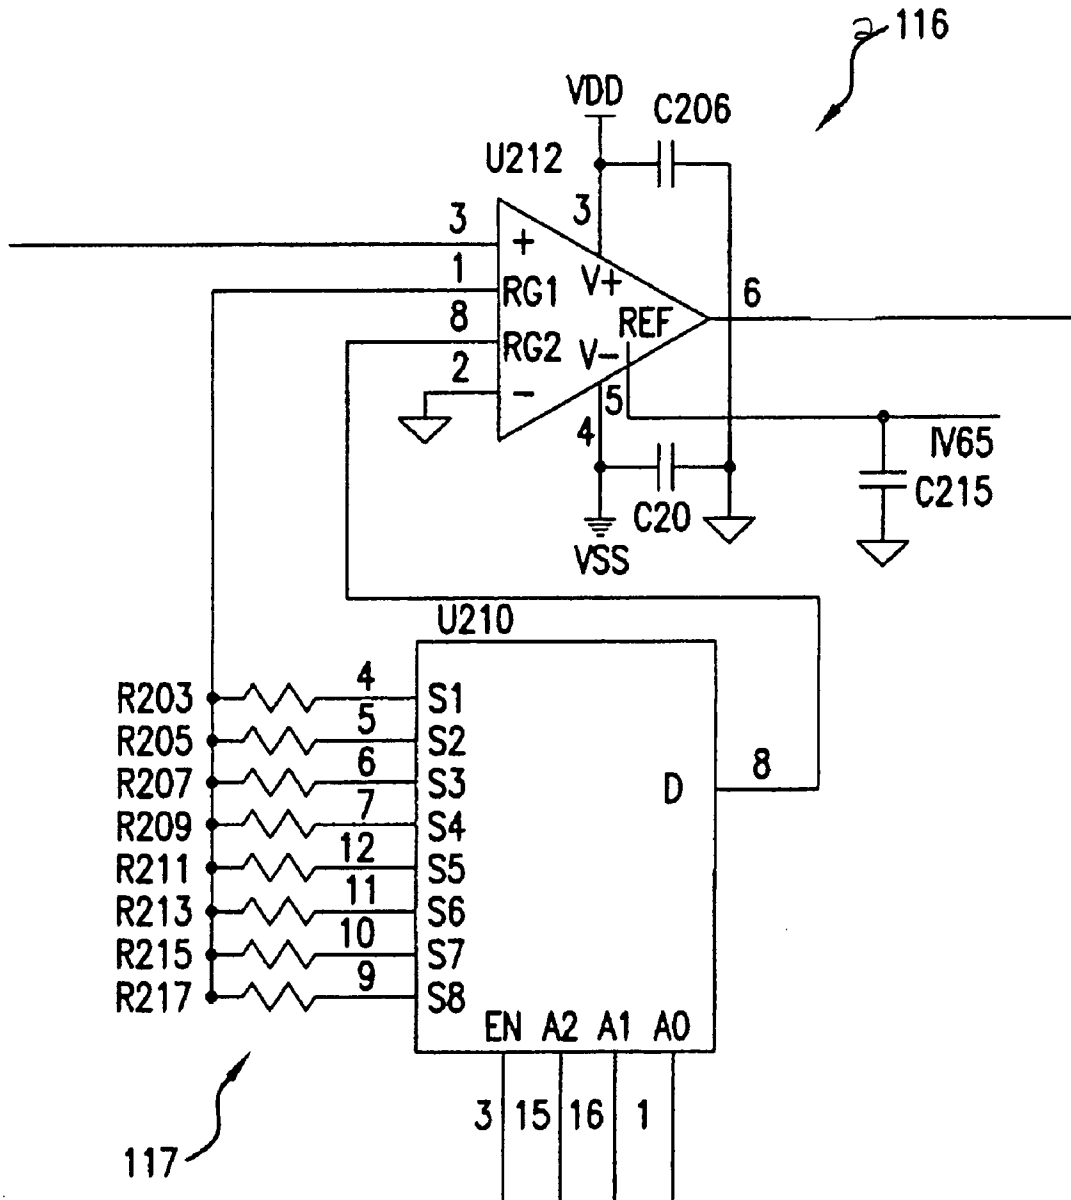 116
VDD
C206
U212
3
3
+
V+
1
RG1
6
8
REF
RG2
V-
2
-
5
4
IV65
C215
C20
VSS
U210
R203 4 S1
R205 5 S2
R207 6 S3
8
D
R209 7 S4
R211 12 S5
R213 11 S6
R215 10 S7
R217 9 S8
EN A2 A1 A0
3 15 16 1
117